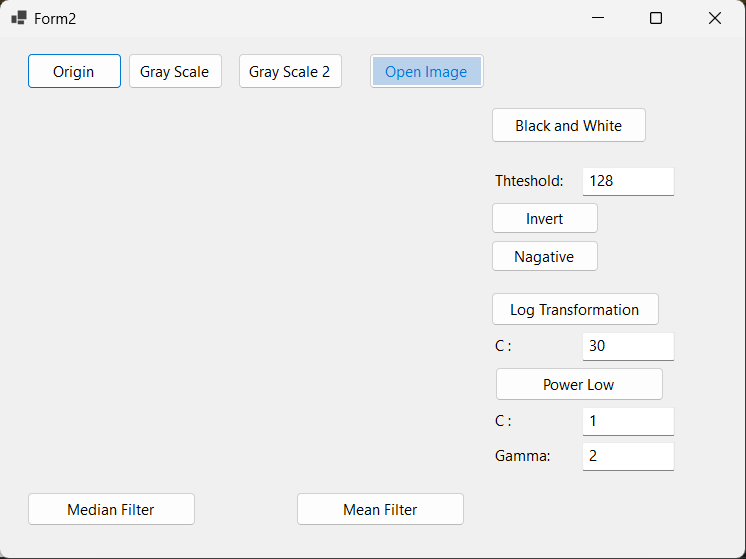 Form2
Origin
Gray Scale
Gray Scale 2
Open Image
Black and White
Thteshold:
128
Invert
Nagative
Log Transformation
C :
30
Power Low
C :
1
Gamma:
2
Median Filter
Mean Filter